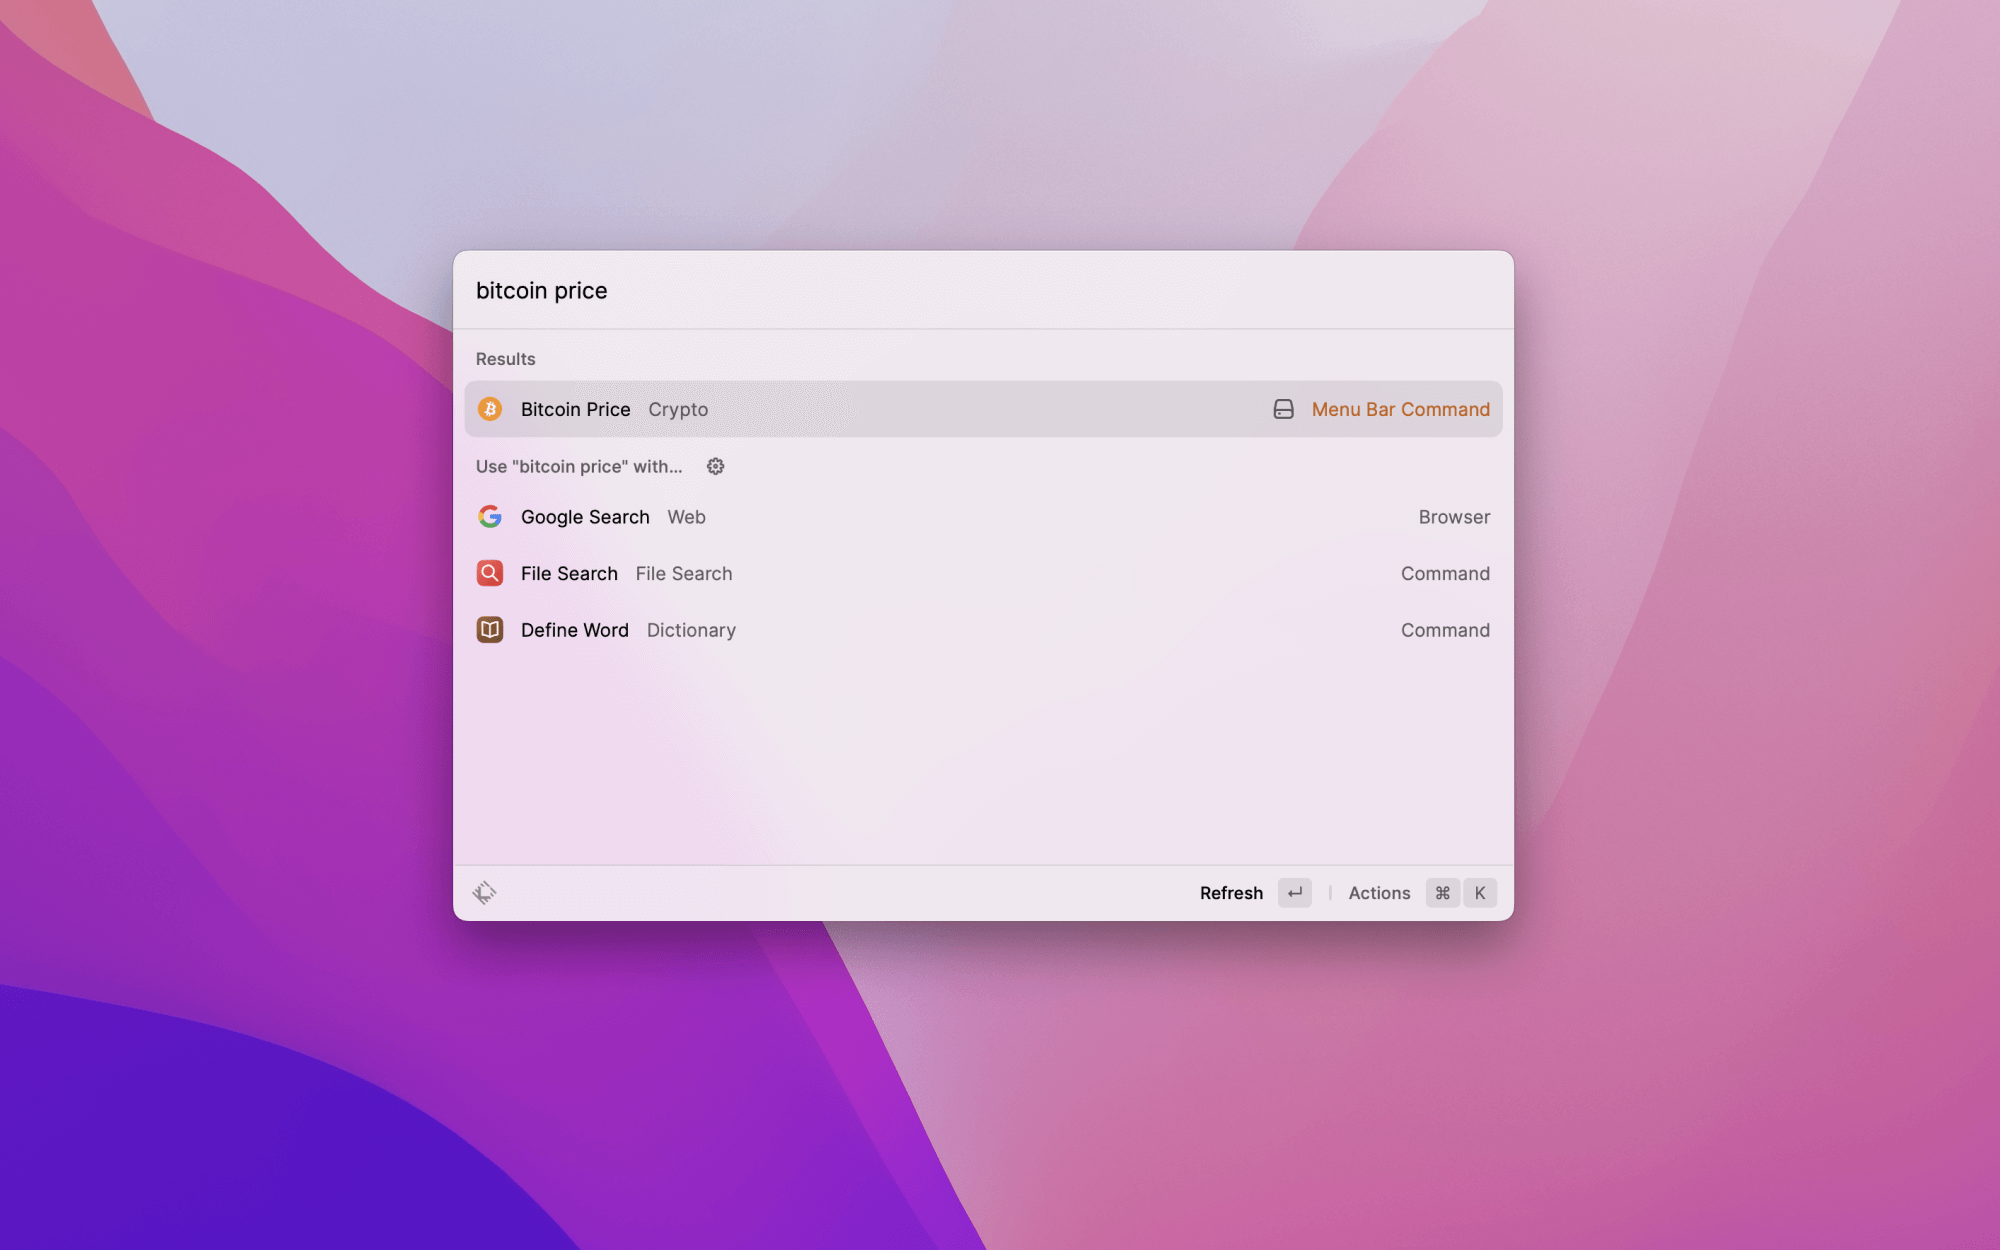 bitcoin price
Results
Bitcoin Price Crypto Menu Bar Command
Use "bitcoin price" with...
Google Search Web Browser
File Search File Search Command
Define Word Dictionary Command
Refresh ↵ | Actions ⌘ K